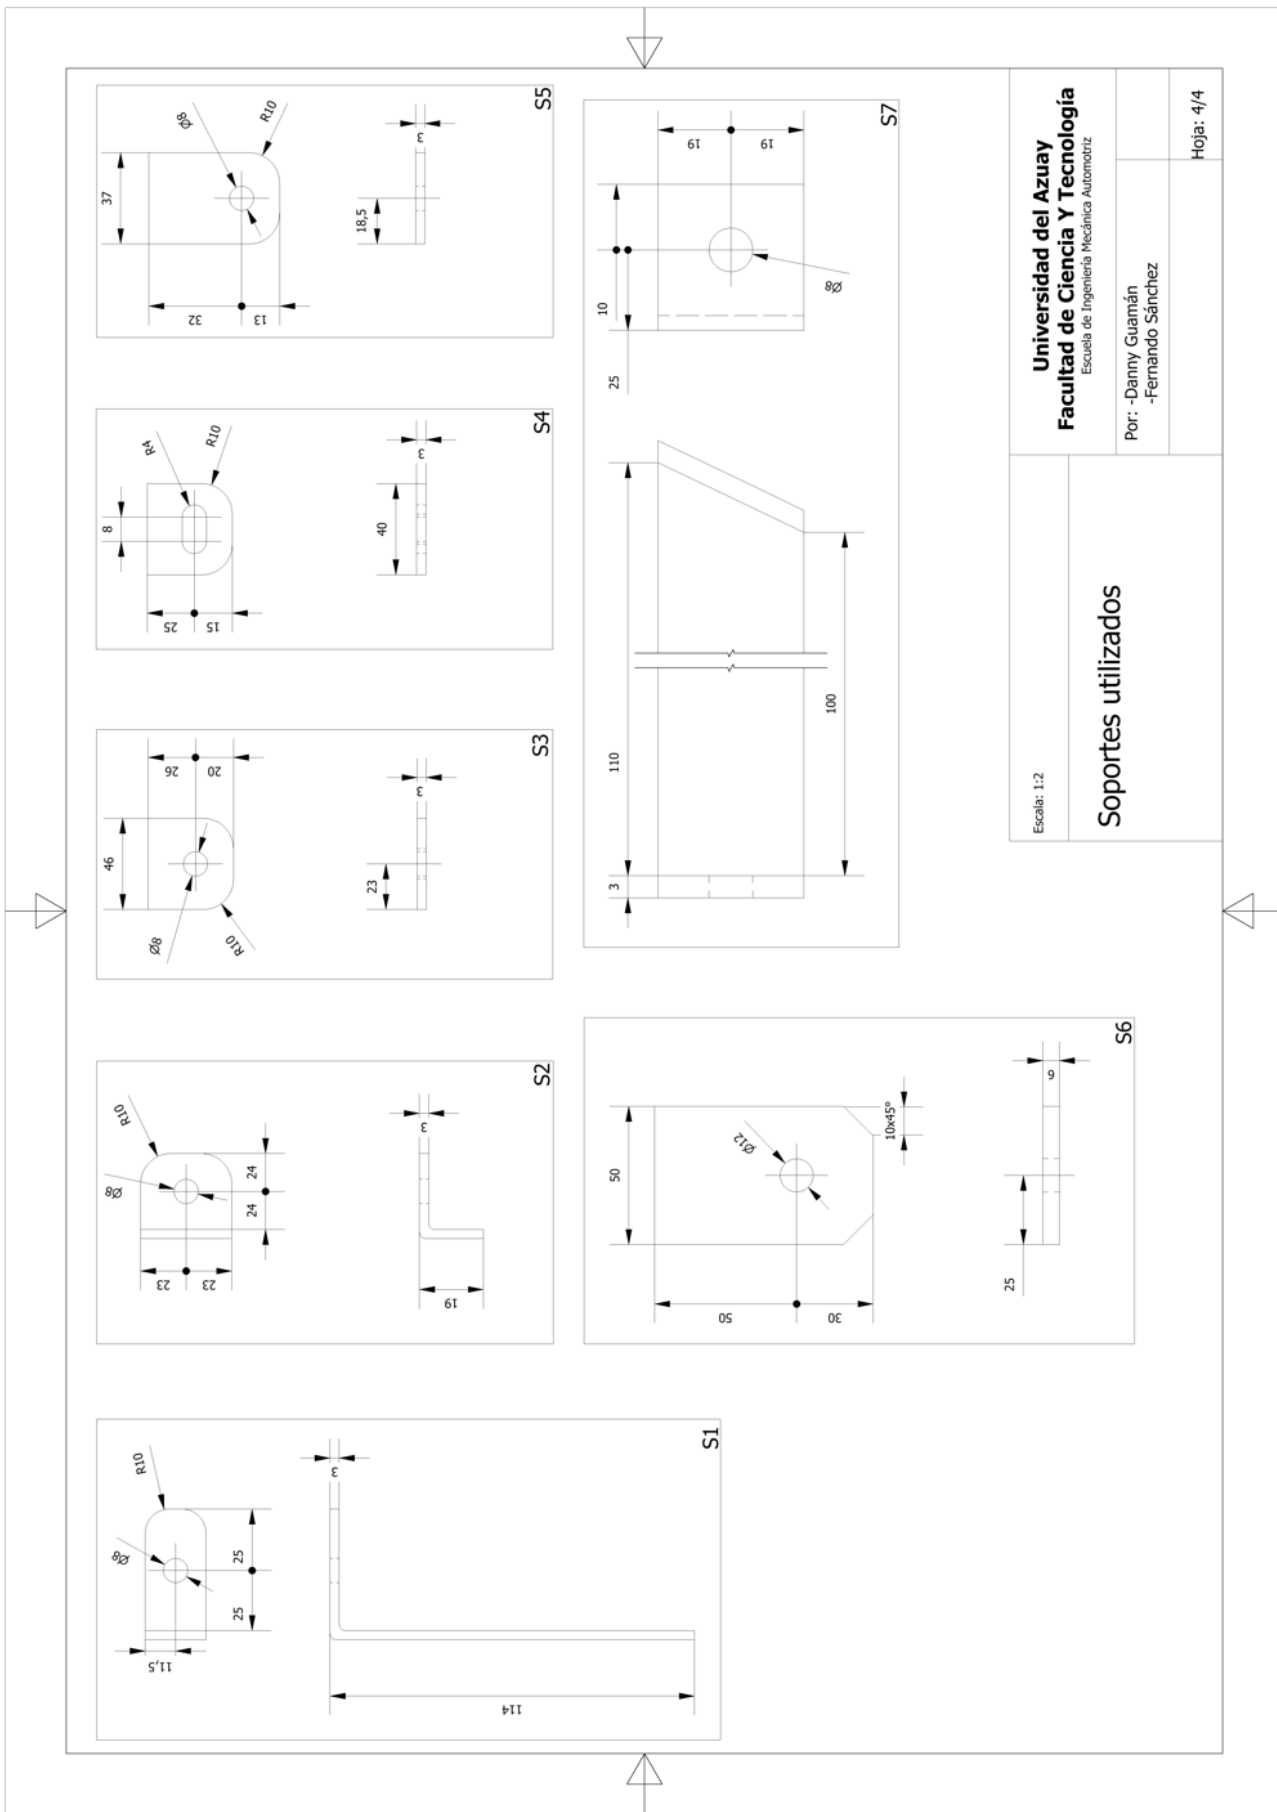 S1
R10
Ø8
25
25
11,5
3
114
S2
R10
Ø8
24
24
23
23
3
19
S3
46
26
20
Ø8
R10
23
3
S4
R4
R10
8
25
15
40
3
S5
37
ϕ8
R10
32
13
18,5
3
S6
50
Ø12
10x45°
50
30
6
25
S7
110
3
100
25
10
19
19
Ø8
Escala: 1:2
Soportes utilizados
Universidad del Azuay
Facultad de Ciencia Y Tecnología
Escuela de Ingeniería Mecánica Automotriz
Por: -Danny Guamán
-Fernando Sánchez
Hoja: 4/4